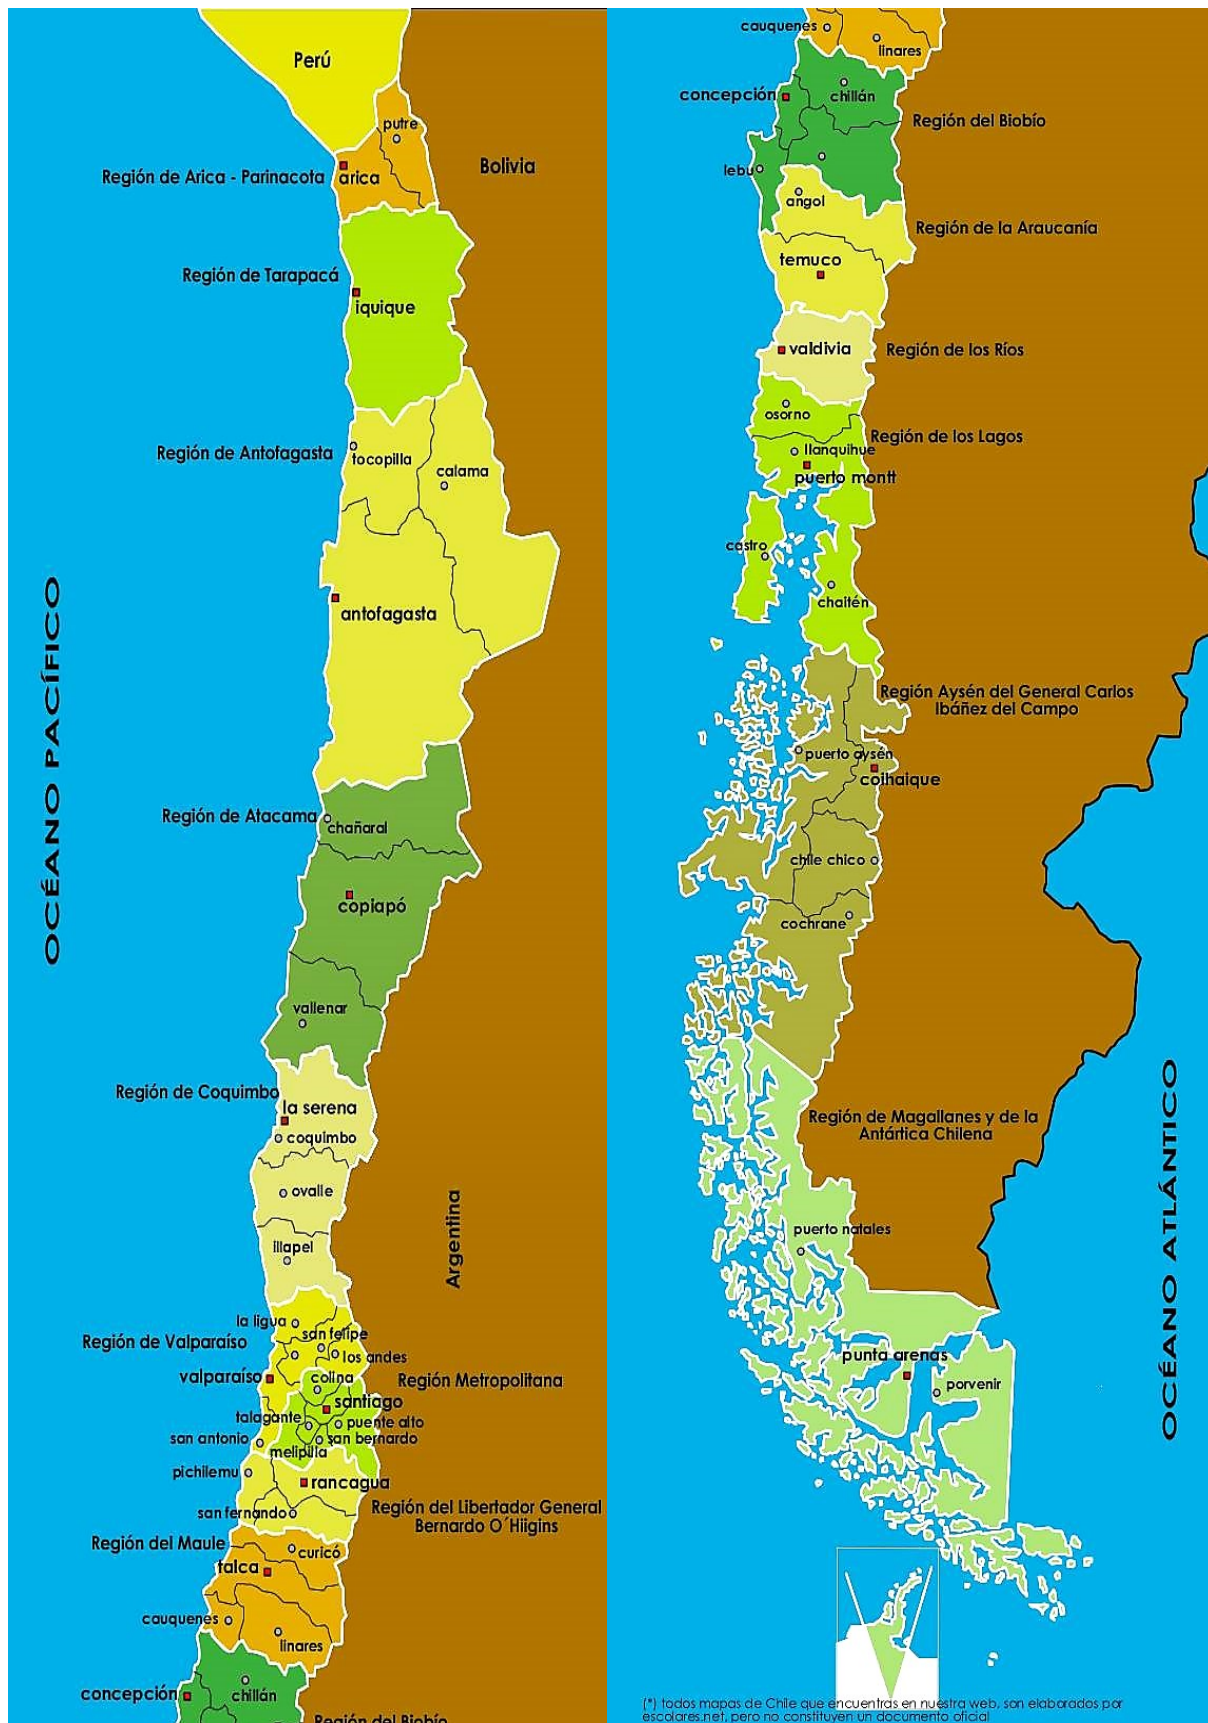 Perú
putre
Bolivia
Región de Arica - Parinacota
arica
Región de Tarapacá
iquique
Región de Antofagasta
tocopilla
calama
OCÉANO PACÍFICO
antofagasta
Región de Atacama
chañaral
copiapó
vallenar
Región de Coquimbo
la serena
coquimbo
ovalle
Argentina
illapel
la ligua
san felipe
Región de Valparaíso
los andes
valparaíso
colina
Región Metropolitana
santiago
talagante
puente alto
san antonio
san bernardo
melipilla
pichilemu
rancagua
san fernando
Región del Libertador General
Bernardo O´Hiigins
Región del Maule
curicó
talca
cauquenes
linares
concepción
chillán
Región del Biobío
cauquenes
linares
concepción
chillán
Región del Biobío
lebu
angol
Región de la Araucanía
temuco
valdivia
Región de los Ríos
osorno
Región de los Lagos
llanquihue
puerto montt
castro
chaitén
Región Aysén del General Carlos
Ibáñez del Campo
puerto aysén
coihaique
chile chico
cochrane
OCÉANO ATLÁNTICO
Región de Magallanes y de la
Antártica Chilena
puerto natales
punta arenas
porvenir
(*) todos mapas de Chile que encuentras en nuestra web, son elaborados por
escolares.net, pero no constituyen un documento oficial